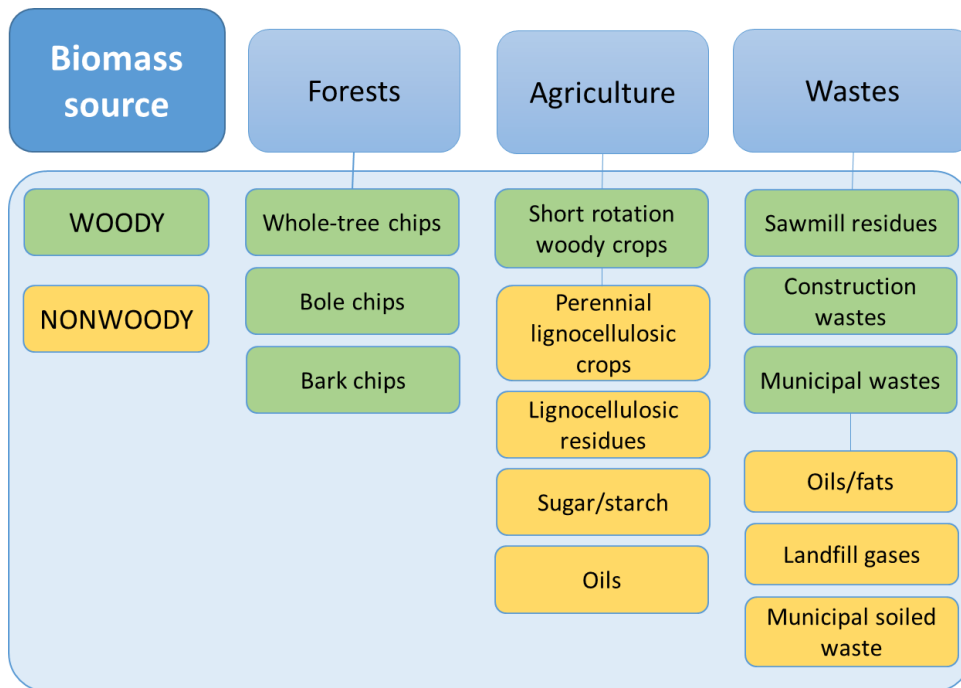 Biomass
source
Forests
Agriculture
Wastes
WOODY
NONWOODY
Whole-tree chips
Bole chips
Bark chips
Short rotation
woody crops
Perennial
lignocellulosic
crops
Lignocellulosic
residues
Sugar/starch
Oils
Sawmill residues
Construction
wastes
Municipal wastes
Oils/fats
Landfill gases
Municipal soiled
waste